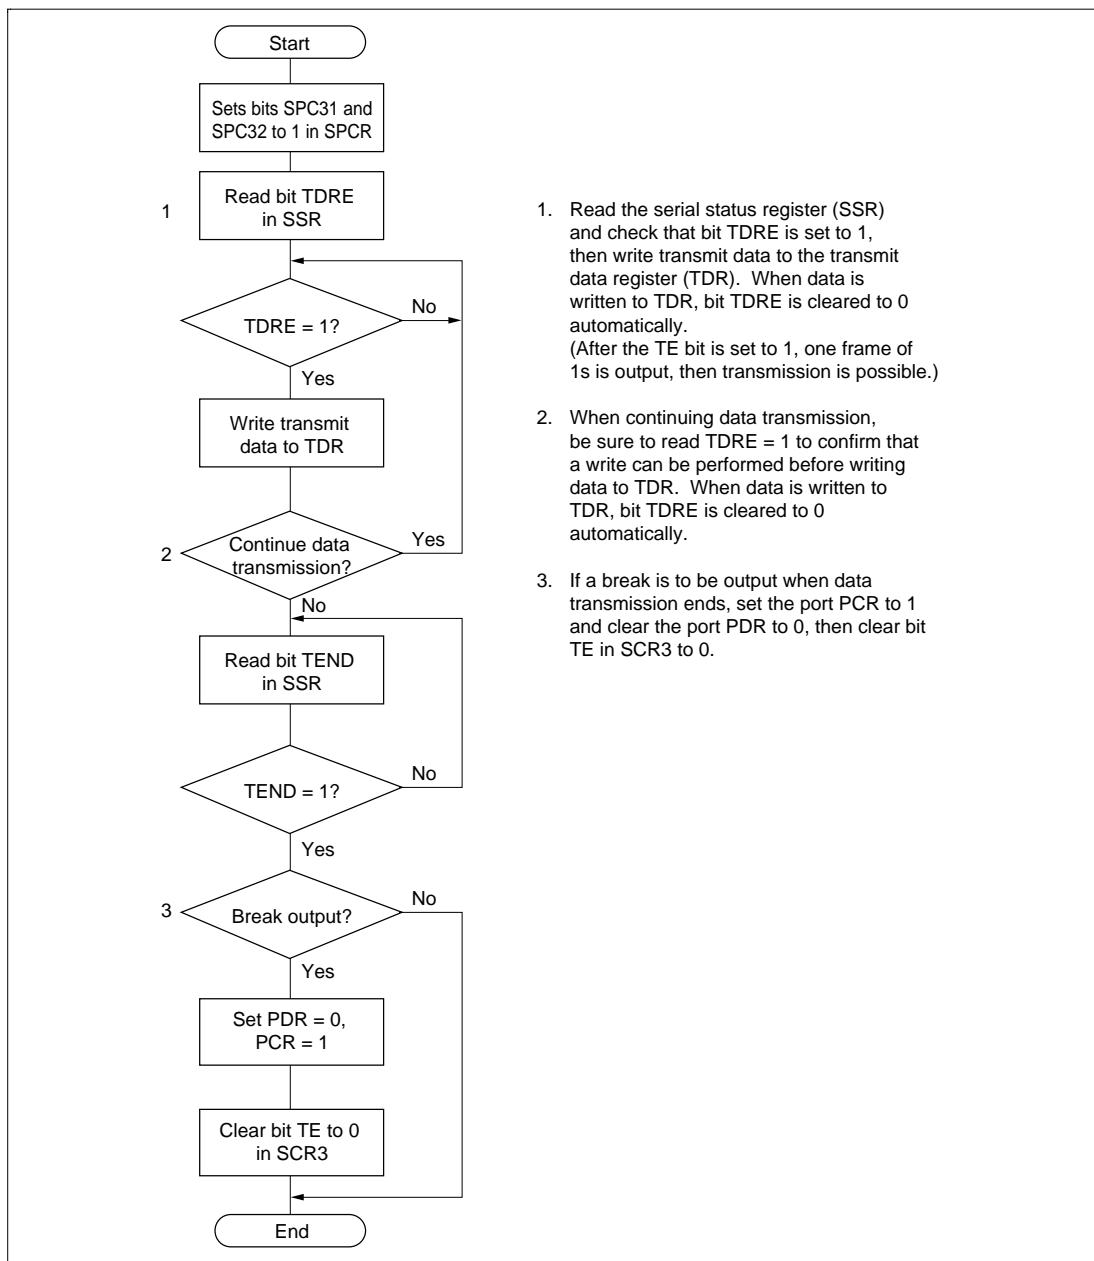 Start
Sets bits SPC31 and
SPC32 to 1 in SPCR
1
Read bit TDRE
in SSR
TDRE = 1?
No
Yes
Write transmit
data to TDR
2
Continue data
transmission?
Yes
No
Read bit TEND
in SSR
TEND = 1?
No
Yes
3
Break output?
No
Yes
Set PDR = 0,
PCR = 1
Clear bit TE to 0
in SCR3
End
1. Read the serial status register (SSR)
and check that bit TDRE is set to 1,
then write transmit data to the transmit
data register (TDR). When data is
written to TDR, bit TDRE is cleared to 0
automatically.
(After the TE bit is set to 1, one frame of
1s is output, then transmission is possible.)
2. When continuing data transmission,
be sure to read TDRE = 1 to confirm that
a write can be performed before writing
data to TDR. When data is written to
TDR, bit TDRE is cleared to 0
automatically.
3. If a break is to be output when data
transmission ends, set the port PCR to 1
and clear the port PDR to 0, then clear bit
TE in SCR3 to 0.